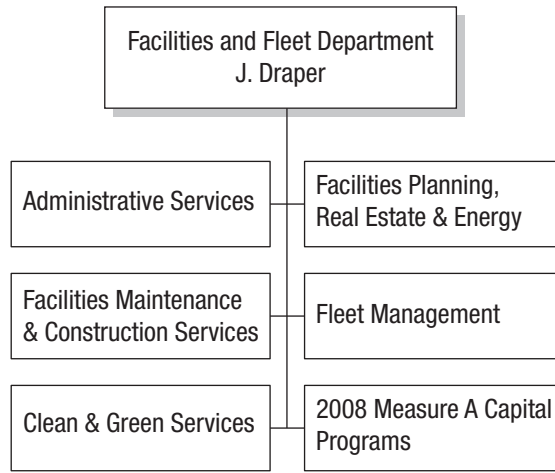 Facilities and Fleet Department
J. Draper
Administrative Services
Facilities Planning,
Real Estate & Energy
Facilities Maintenance
& Construction Services
Fleet Management
Clean & Green Services
2008 Measure A Capital
Programs